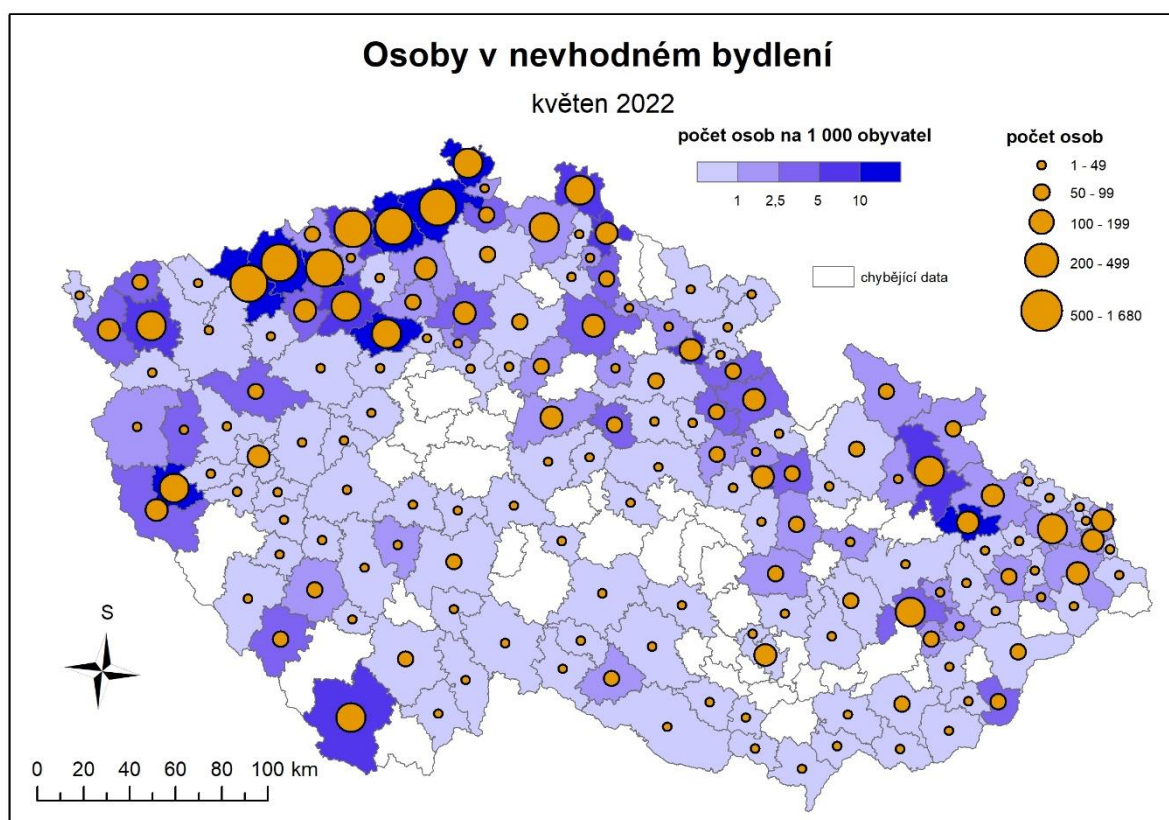 Osoby v nevhodném bydlení
květen 2022
počet osob na 1 000 obyvatel
1 2,5 5 10
chybějící data
počet osob
1 - 49
50 - 99
100 - 199
200 - 499
500 - 1 680
S
0 20 40 60 80 100 km